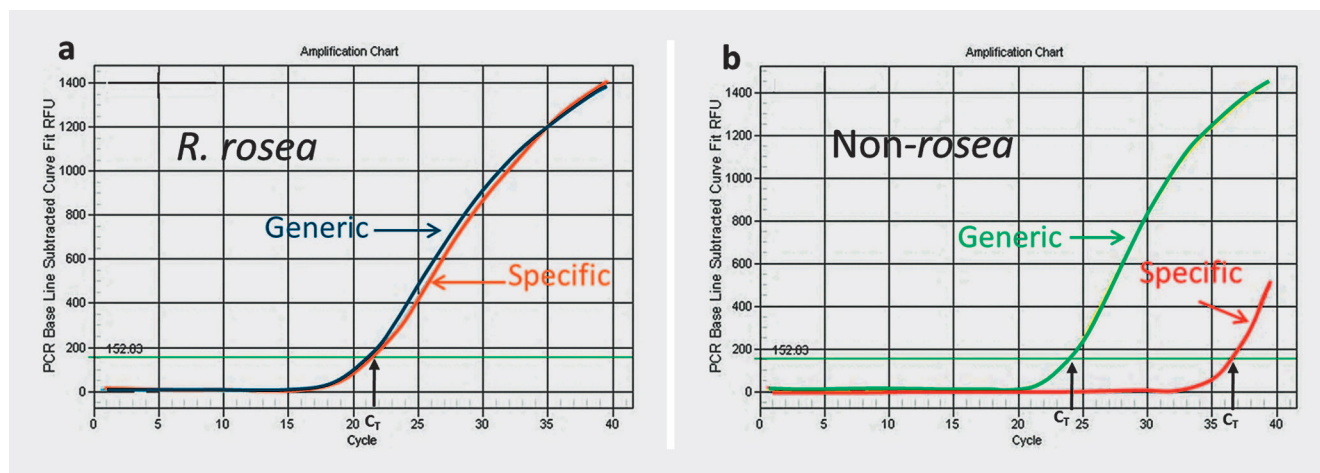 a
Amplification Chart
PCR Base Line Subtracted Curve Fit RFU
1400
1200
1000
800
600
400
200
0
152.03
R. rosea
Generic
Specific
0 5 10 15 20 25 30 35 40
CT
Cycle
b
Amplification Chart
PCR Base Line Subtracted Curve Fit RFU
1400
1200
1000
800
600
400
200
0
152.03
Non-rosea
Generic
Specific
0 5 10 15 20 25 30 35 40
CT CT
Cycle